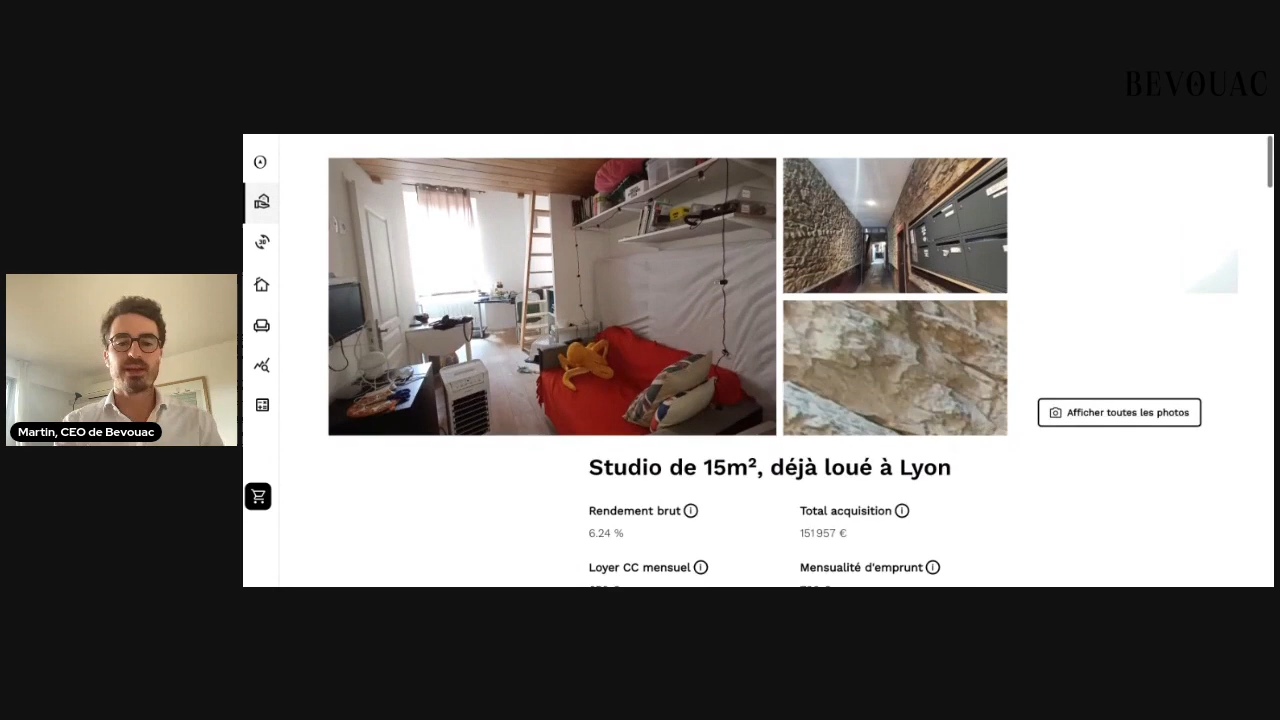 BEVOUAC
Afficher toutes les photos
Martin, CEO de Bevouac
Studio de 15m², déjà loué à Lyon
Rendement brut
Total acquisition
6.24 %
151957 €
Loyer CC mensuel
Mensualité d'emprunt